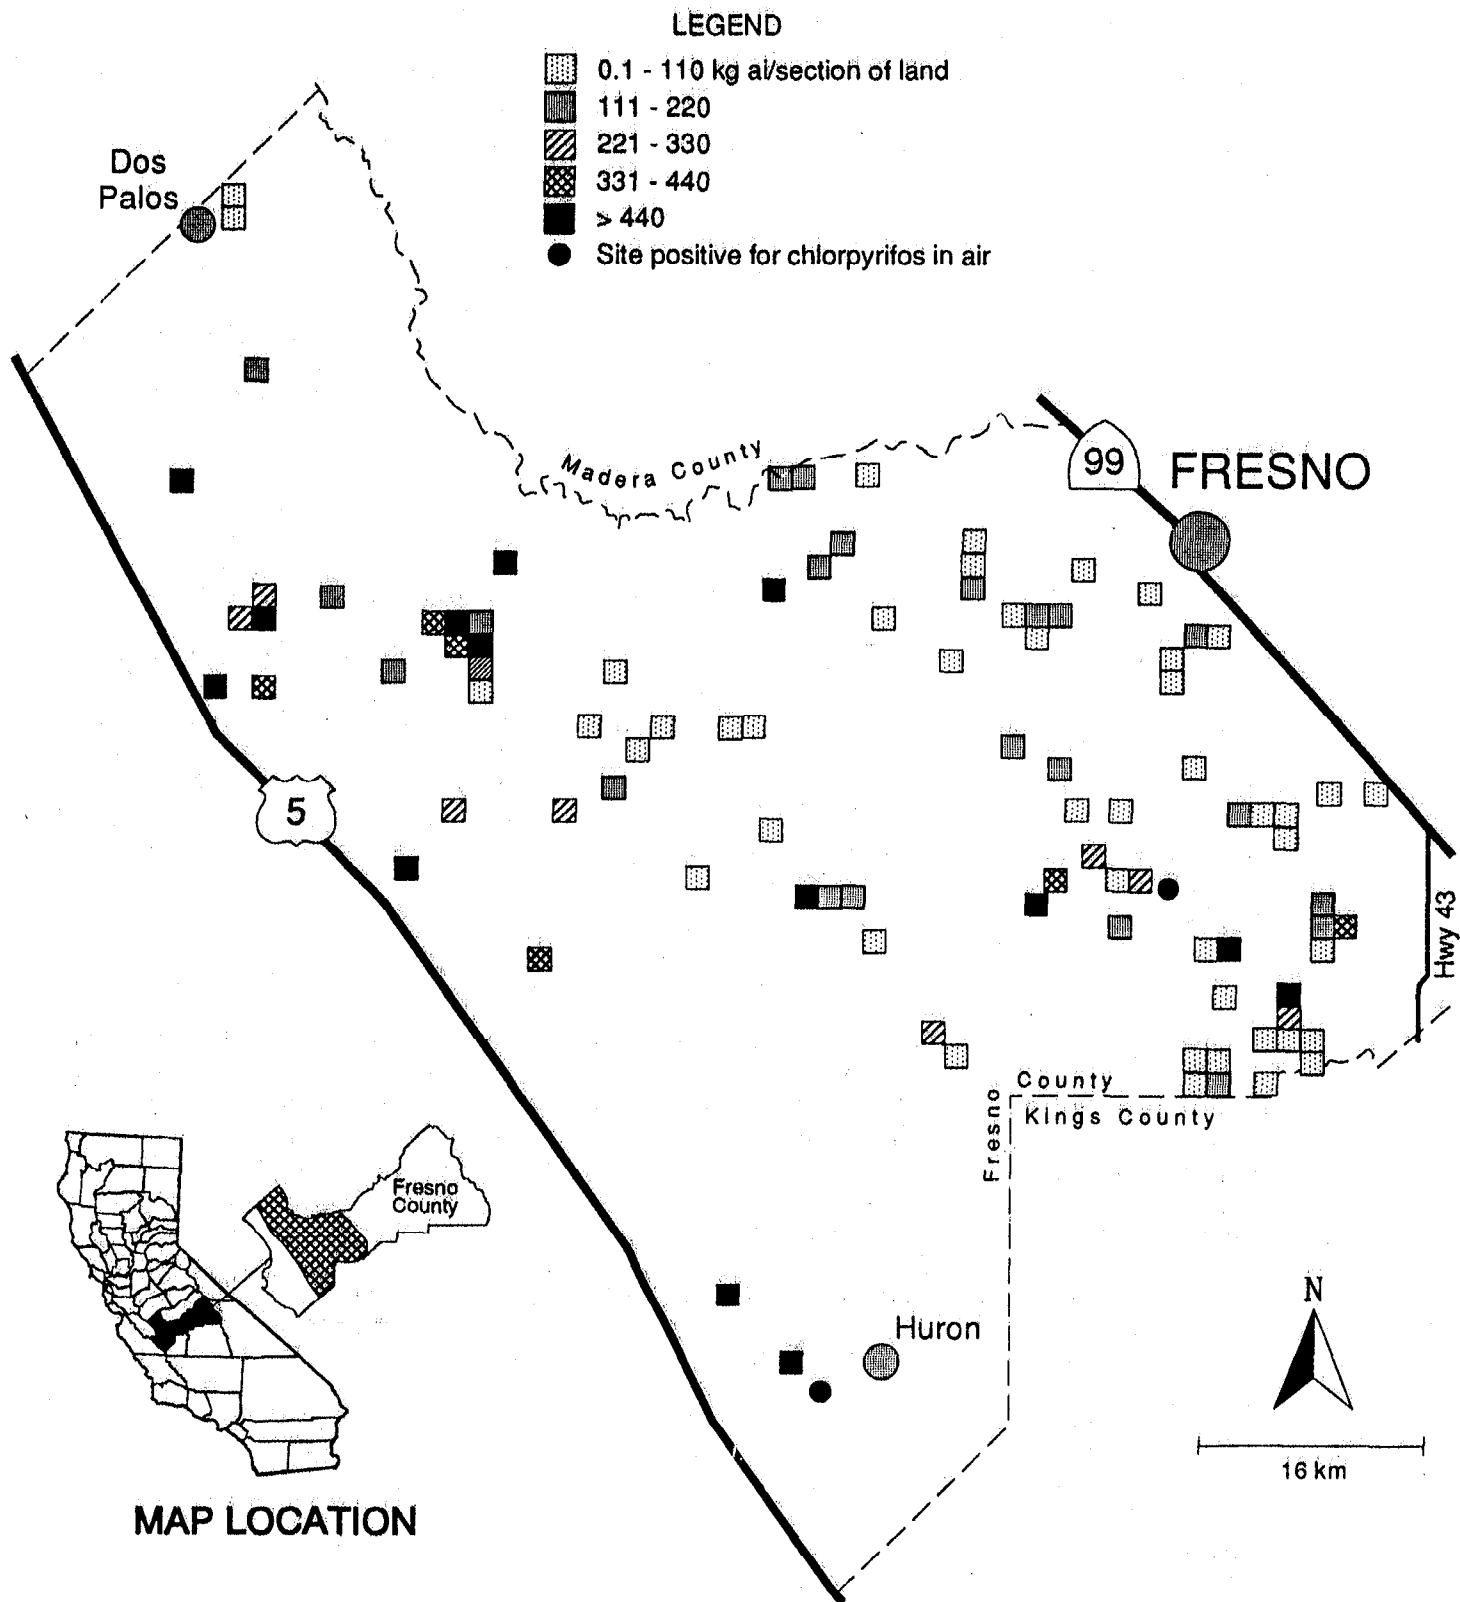 LEGEND
0.1 - 110 kg ai/section of land
111 - 220
221 - 330
331 - 440
> 440
Site positive for chlorpyrifos in air
Dos
Palos
Madera County
99
FRESNO
5
Hwy 43
County
Fresno
Kings County
Fresno
County
Huron
N
16 km
MAP LOCATION